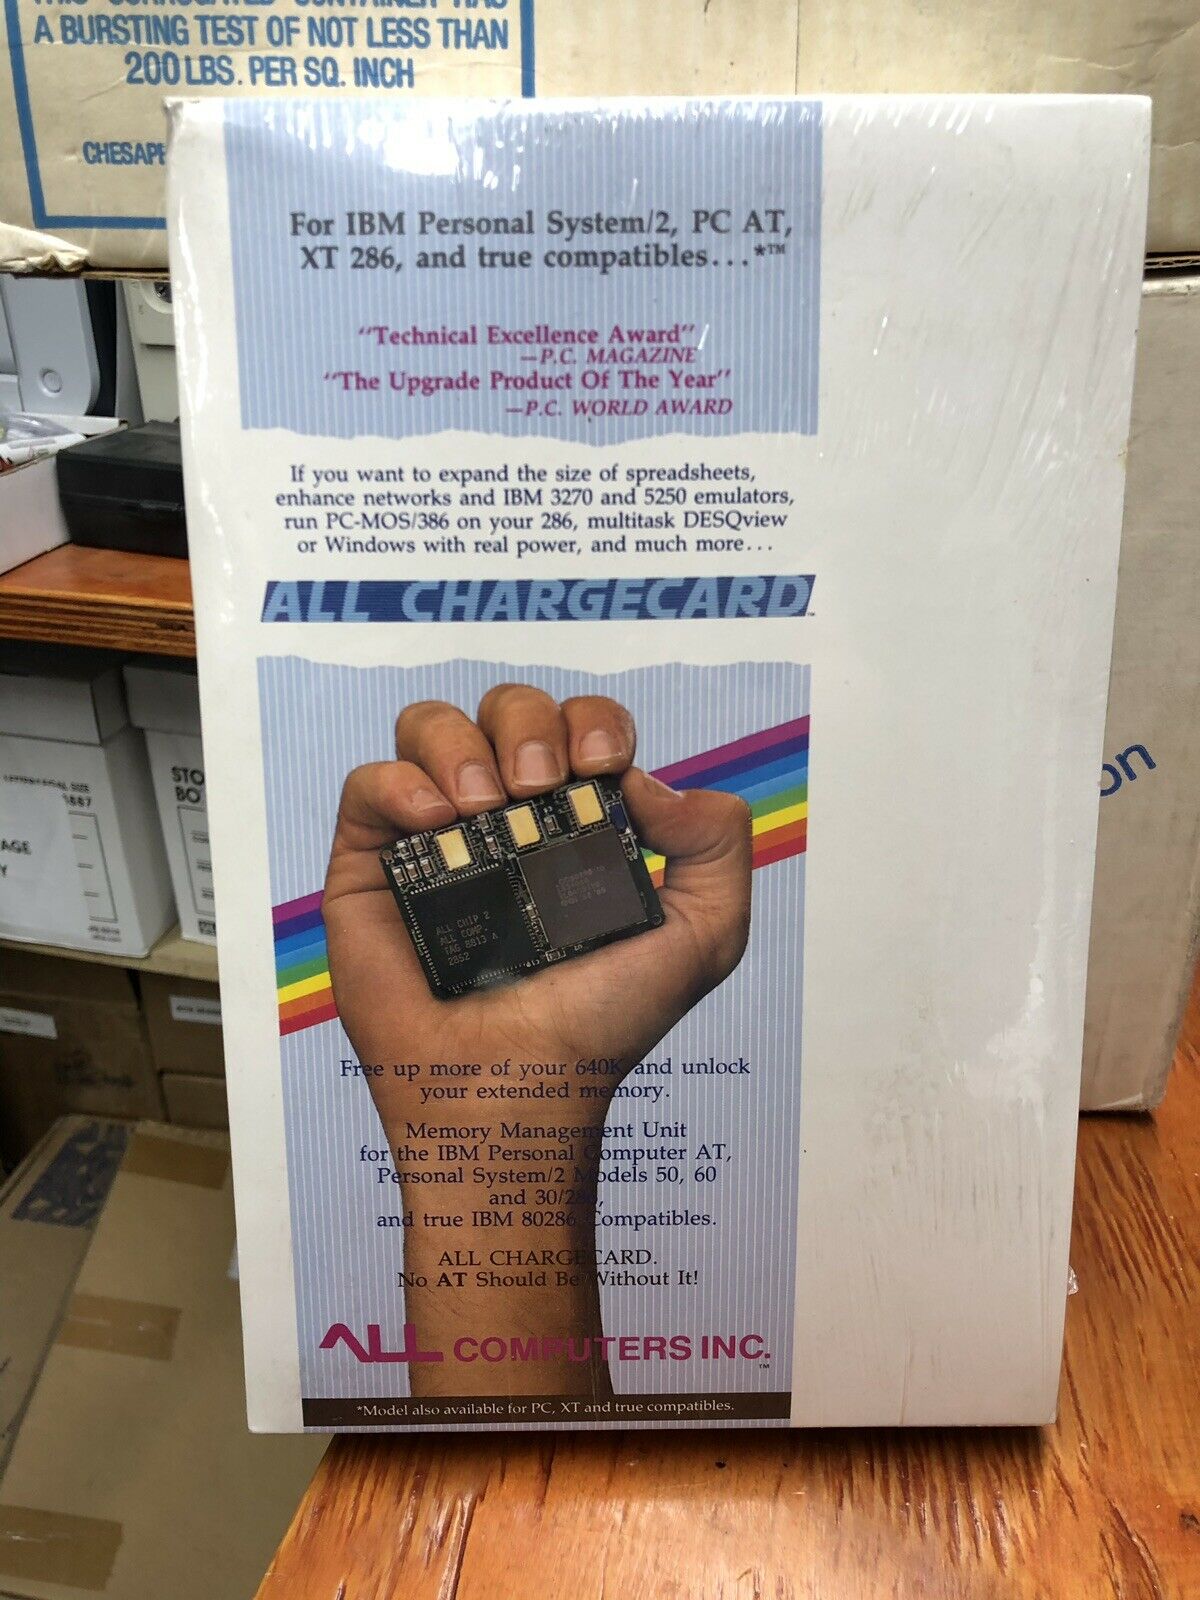 A BURSTING TEST OF NOT LESS THAN
200 LBS. PER SQ. INCH
For IBM Personal System/2, PC AT,
XT 286, and true compatibles...*™
"Technical Excellence Award"
—P.C. MAGAZINE
"The Upgrade Product Of The Year"
—P.C. WORLD AWARD
If you want to expand the size of spreadsheets,
enhance networks and IBM 3270 and 5250 emulators,
run PC-MOS/386 on your 286, multitask DESQview
or Windows with real power, and much more...
ALL CHARGECARD™
ALL CHIP 2
ALL COMP.
TAG 8813 A
2852
Free up more of your 640K and unlock
your extended memory.
Memory Management Unit
for the IBM Personal Computer AT,
Personal System/2 Models 50, 60
and 30/286,
and true IBM 80286 Compatibles.
ALL CHARGECARD.
No AT Should Be Without It!
ALL COMPUTERS INC.™
*Model also available for PC, XT and true compatibles.